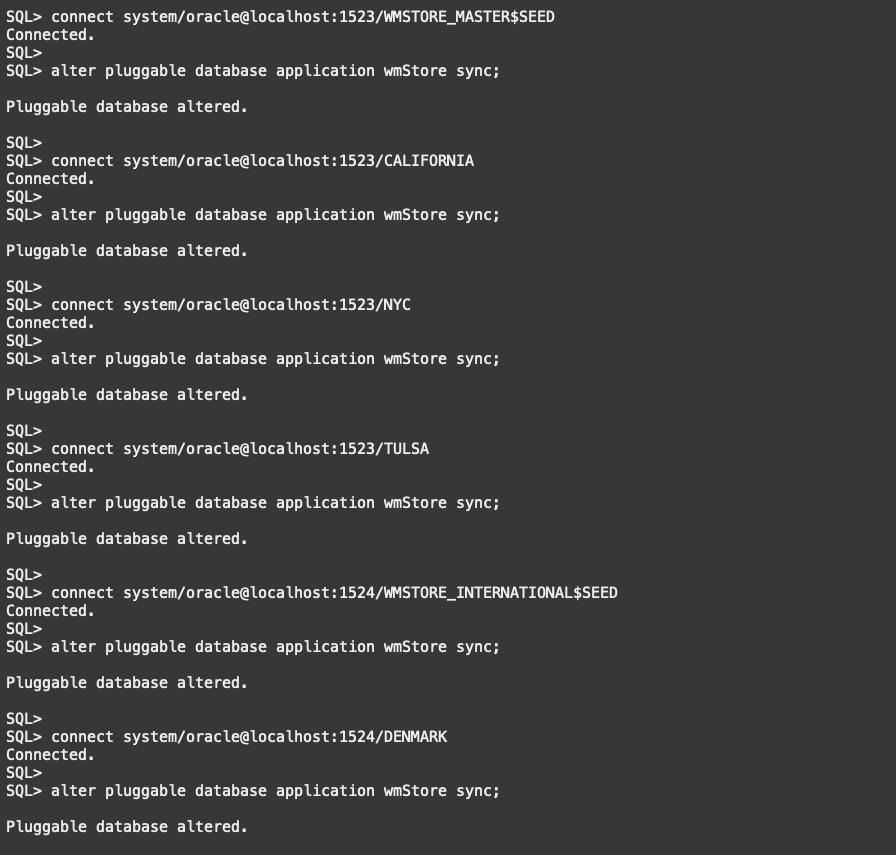 SQL> connect system/oracle@localhost:1523/WMSTORE_MASTER$SEED
Connected.
SQL>
SQL> alter pluggable database application wmStore sync;
Pluggable database altered.
SQL>
SQL> connect system/oracle@localhost:1523/CALIFORNIA
Connected.
SQL>
SQL> alter pluggable database application wmStore sync;
Pluggable database altered.
SQL>
SQL> connect system/oracle@localhost:1523/NYC
Connected.
SQL>
SQL> alter pluggable database application wmStore sync;
Pluggable database altered.
SQL>
SQL> connect system/oracle@localhost:1523/TULSA
Connected.
SQL>
SQL> alter pluggable database application wmStore sync;
Pluggable database altered.
SQL>
SQL> connect system/oracle@localhost:1524/WMSTORE_INTERNATIONAL$SEED
Connected.
SQL>
SQL> alter pluggable database application wmStore sync;
Pluggable database altered.
SQL>
SQL> connect system/oracle@localhost:1524/DENMARK
Connected.
SQL>
SQL> alter pluggable database application wmStore sync;
Pluggable database altered.